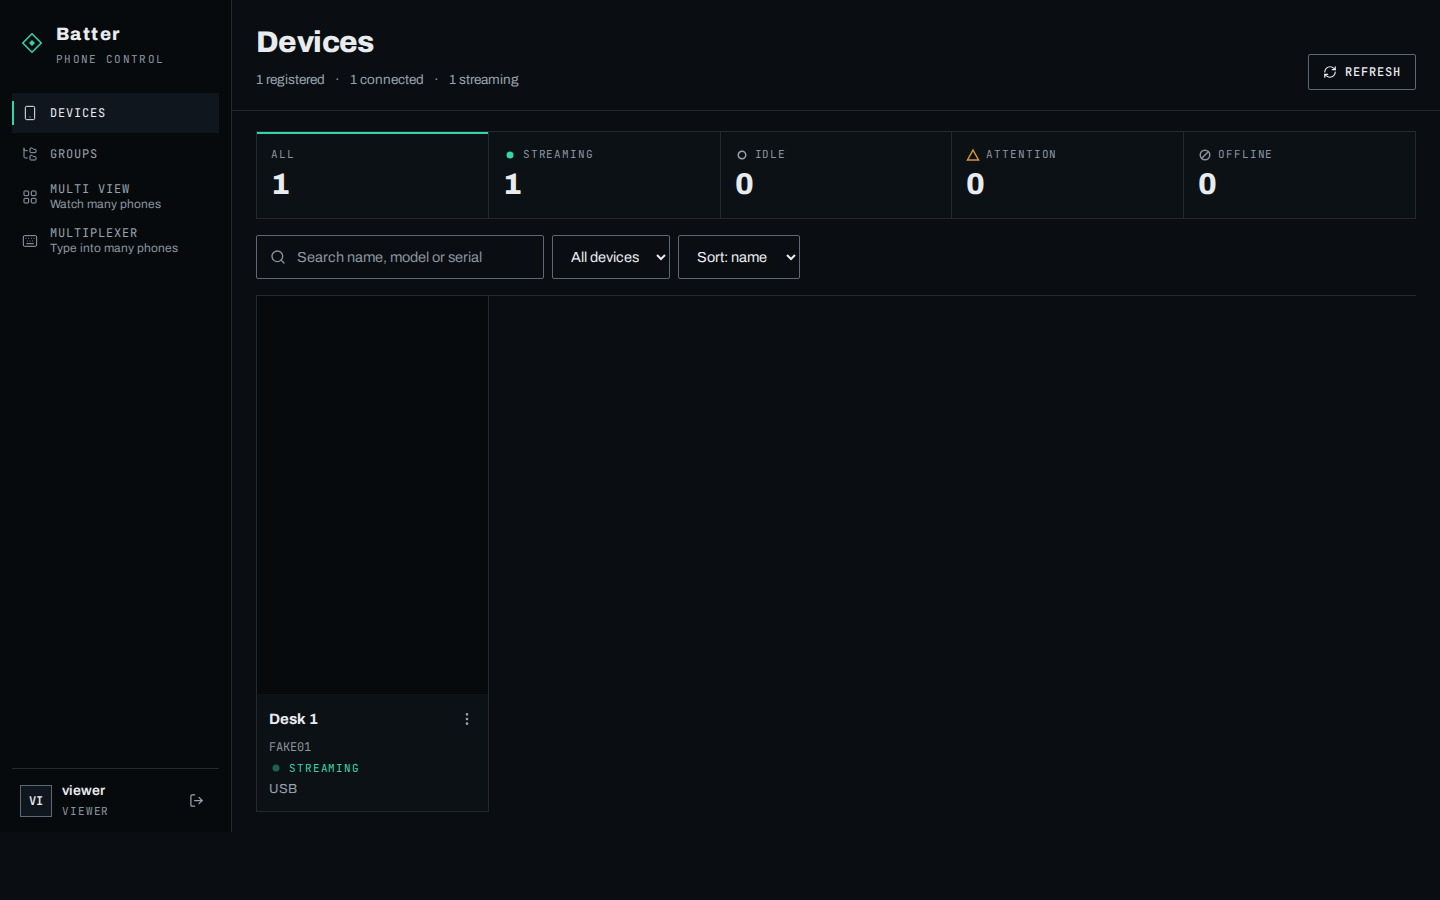 Batter
PHONE CONTROL
DEVICES
GROUPS
MULTI VIEW
Watch many phones
MULTIPLEXER
Type into many phones
VI
viewer
VIEWER
Devices
1 registered · 1 connected · 1 streaming
REFRESH
ALL
1
STREAMING
1
IDLE
0
ATTENTION
0
OFFLINE
0
Search name, model or serial
All devices
Sort: name
Desk 1
FAKE01
STREAMING
USB